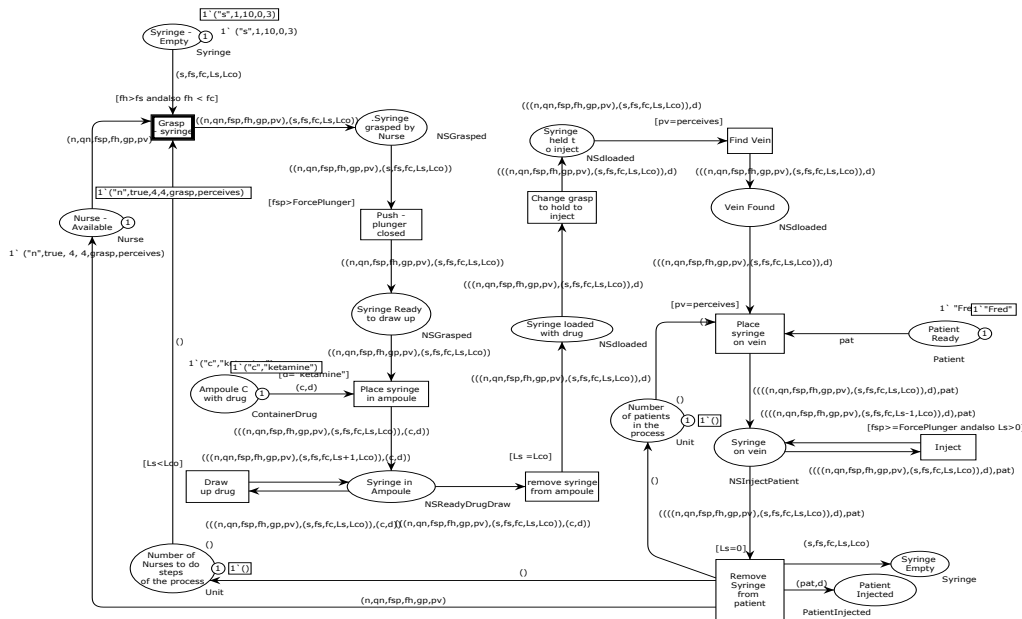 1`("s",1,10,0,3)
Syringe -
Empty
1
1` ("s",1,10,0,3)
Syringe
(s,fs,fc,Ls,Lco)
[fh>fs andalso fh < fc]
Grasp
syringe
(n,qn,fsp,fh,gp,pv)
((n,qn,fsp,fh,gp,pv),(s,fs,fc,Ls,Lco))
.Syringe
grasped by
Nurse
NSGrasped
((n,qn,fsp,fh,gp,pv),(s,fs,fc,Ls,Lco))
1`("n",true,4,4,grasp,perceives)
Nurse -
Available
1
Nurse
1` ("n",true, 4, 4,grasp,perceives)
[fsp>ForcePlunger]
Push -
plunger
closed
((n,qn,fsp,fh,gp,pv),(s,fs,fc,Ls,Lco))
Syringe Ready
to draw up
NSGrasped
((n,qn,fsp,fh,gp,pv),(s,fs,fc,Ls,Lco))
()
1`("c","ketamine")
Ampoule C
with drug
1
(c,d)
ContainerDrug
Place syringe
in ampoule
(((n,qn,fsp,fh,gp,pv),(s,fs,fc,Ls,Lco)),(c,d))
(((n,qn,fsp,fh,gp,pv),(s,fs,fc,Ls+1,Lco)),(c,d))
[Ls<Lco]
Draw
up drug
Syringe in
Ampoule
NSReadyDrugDraw
(((n,qn,fsp,fh,gp,pv),(s,fs,fc,Ls,Lco)),(c,d))
(((n,qn,fsp,fh,gp,pv),(s,fs,fc,Ls,Lco)),(c,d))
[Ls =Lco]
remove syringe
from ampoule
(((n,qn,fsp,fh,gp,pv),(s,fs,fc,Ls,Lco)),d)
Syringe loaded
with drug
NSdloaded
(((n,qn,fsp,fh,gp,pv),(s,fs,fc,Ls,Lco)),d)
Change grasp
to hold to
inject
(((n,qn,fsp,fh,gp,pv),(s,fs,fc,Ls,Lco)),d)
Syringe
held t
o inject
NSdloaded
(((n,qn,fsp,fh,gp,pv),(s,fs,fc,Ls,Lco)),d)
[pv=perceives]
Find Vein
(((n,qn,fsp,fh,gp,pv),(s,fs,fc,Ls,Lco)),d)
Vein Found
NSdloaded
(((n,qn,fsp,fh,gp,pv),(s,fs,fc,Ls,Lco)),d)
[pv=perceives]
()
Place
syringe
on vein
1`"Fred"
Patient
Ready
1
Patient
pat
((((n,qn,fsp,fh,gp,pv),(s,fs,fc,Ls,Lco)),d),pat)
()
Number
of patients
in the
process
1
1`()
Unit
((((n,qn,fsp,fh,gp,pv),(s,fs,fc,Ls-1,Lco)),d),pat)
[fsp>=ForcePlunger andalso Ls>0]
Syringe
on vein
Inject
NSInjectPatient
((((n,qn,fsp,fh,gp,pv),(s,fs,fc,Ls,Lco)),d),pat)
()
((((n,qn,fsp,fh,gp,pv),(s,fs,fc,Ls,Lco)),d),pat)
[Ls=0]
Remove
Syringe
from
patient
(s,fs,fc,Ls,Lco)
Syringe
Empty
Syringe
(pat,d)
Patient
Injected
PatientInjected
()
()
Number of
Nurses to do
steps
of the process
1
1`()
Unit
(n,qn,fsp,fh,gp,pv)